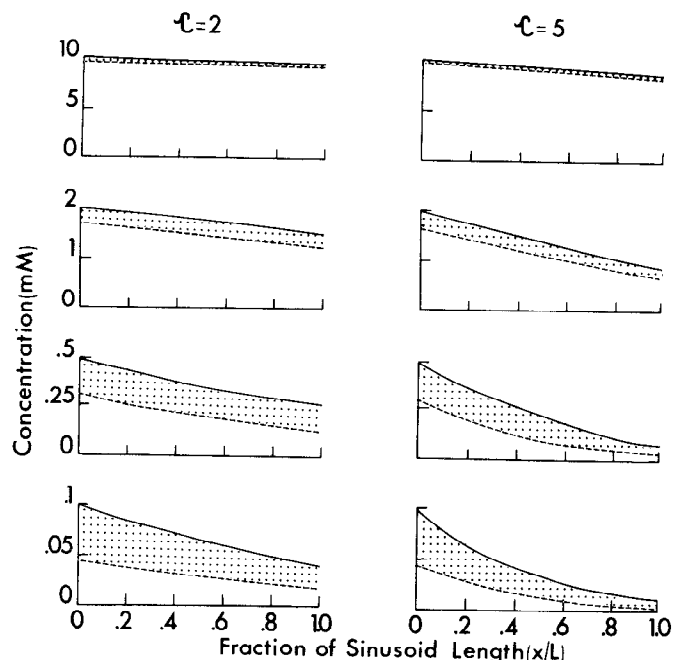 τ=2
τ=5
10
5
0
2
1
0
.5
.25
0
.1
.05
0
0 .2 .4 .6 .8 1.0
0 .2 .4 .6 .8 1.0
Concentration(mM)
Fraction of Sinusoid Length(x/L)